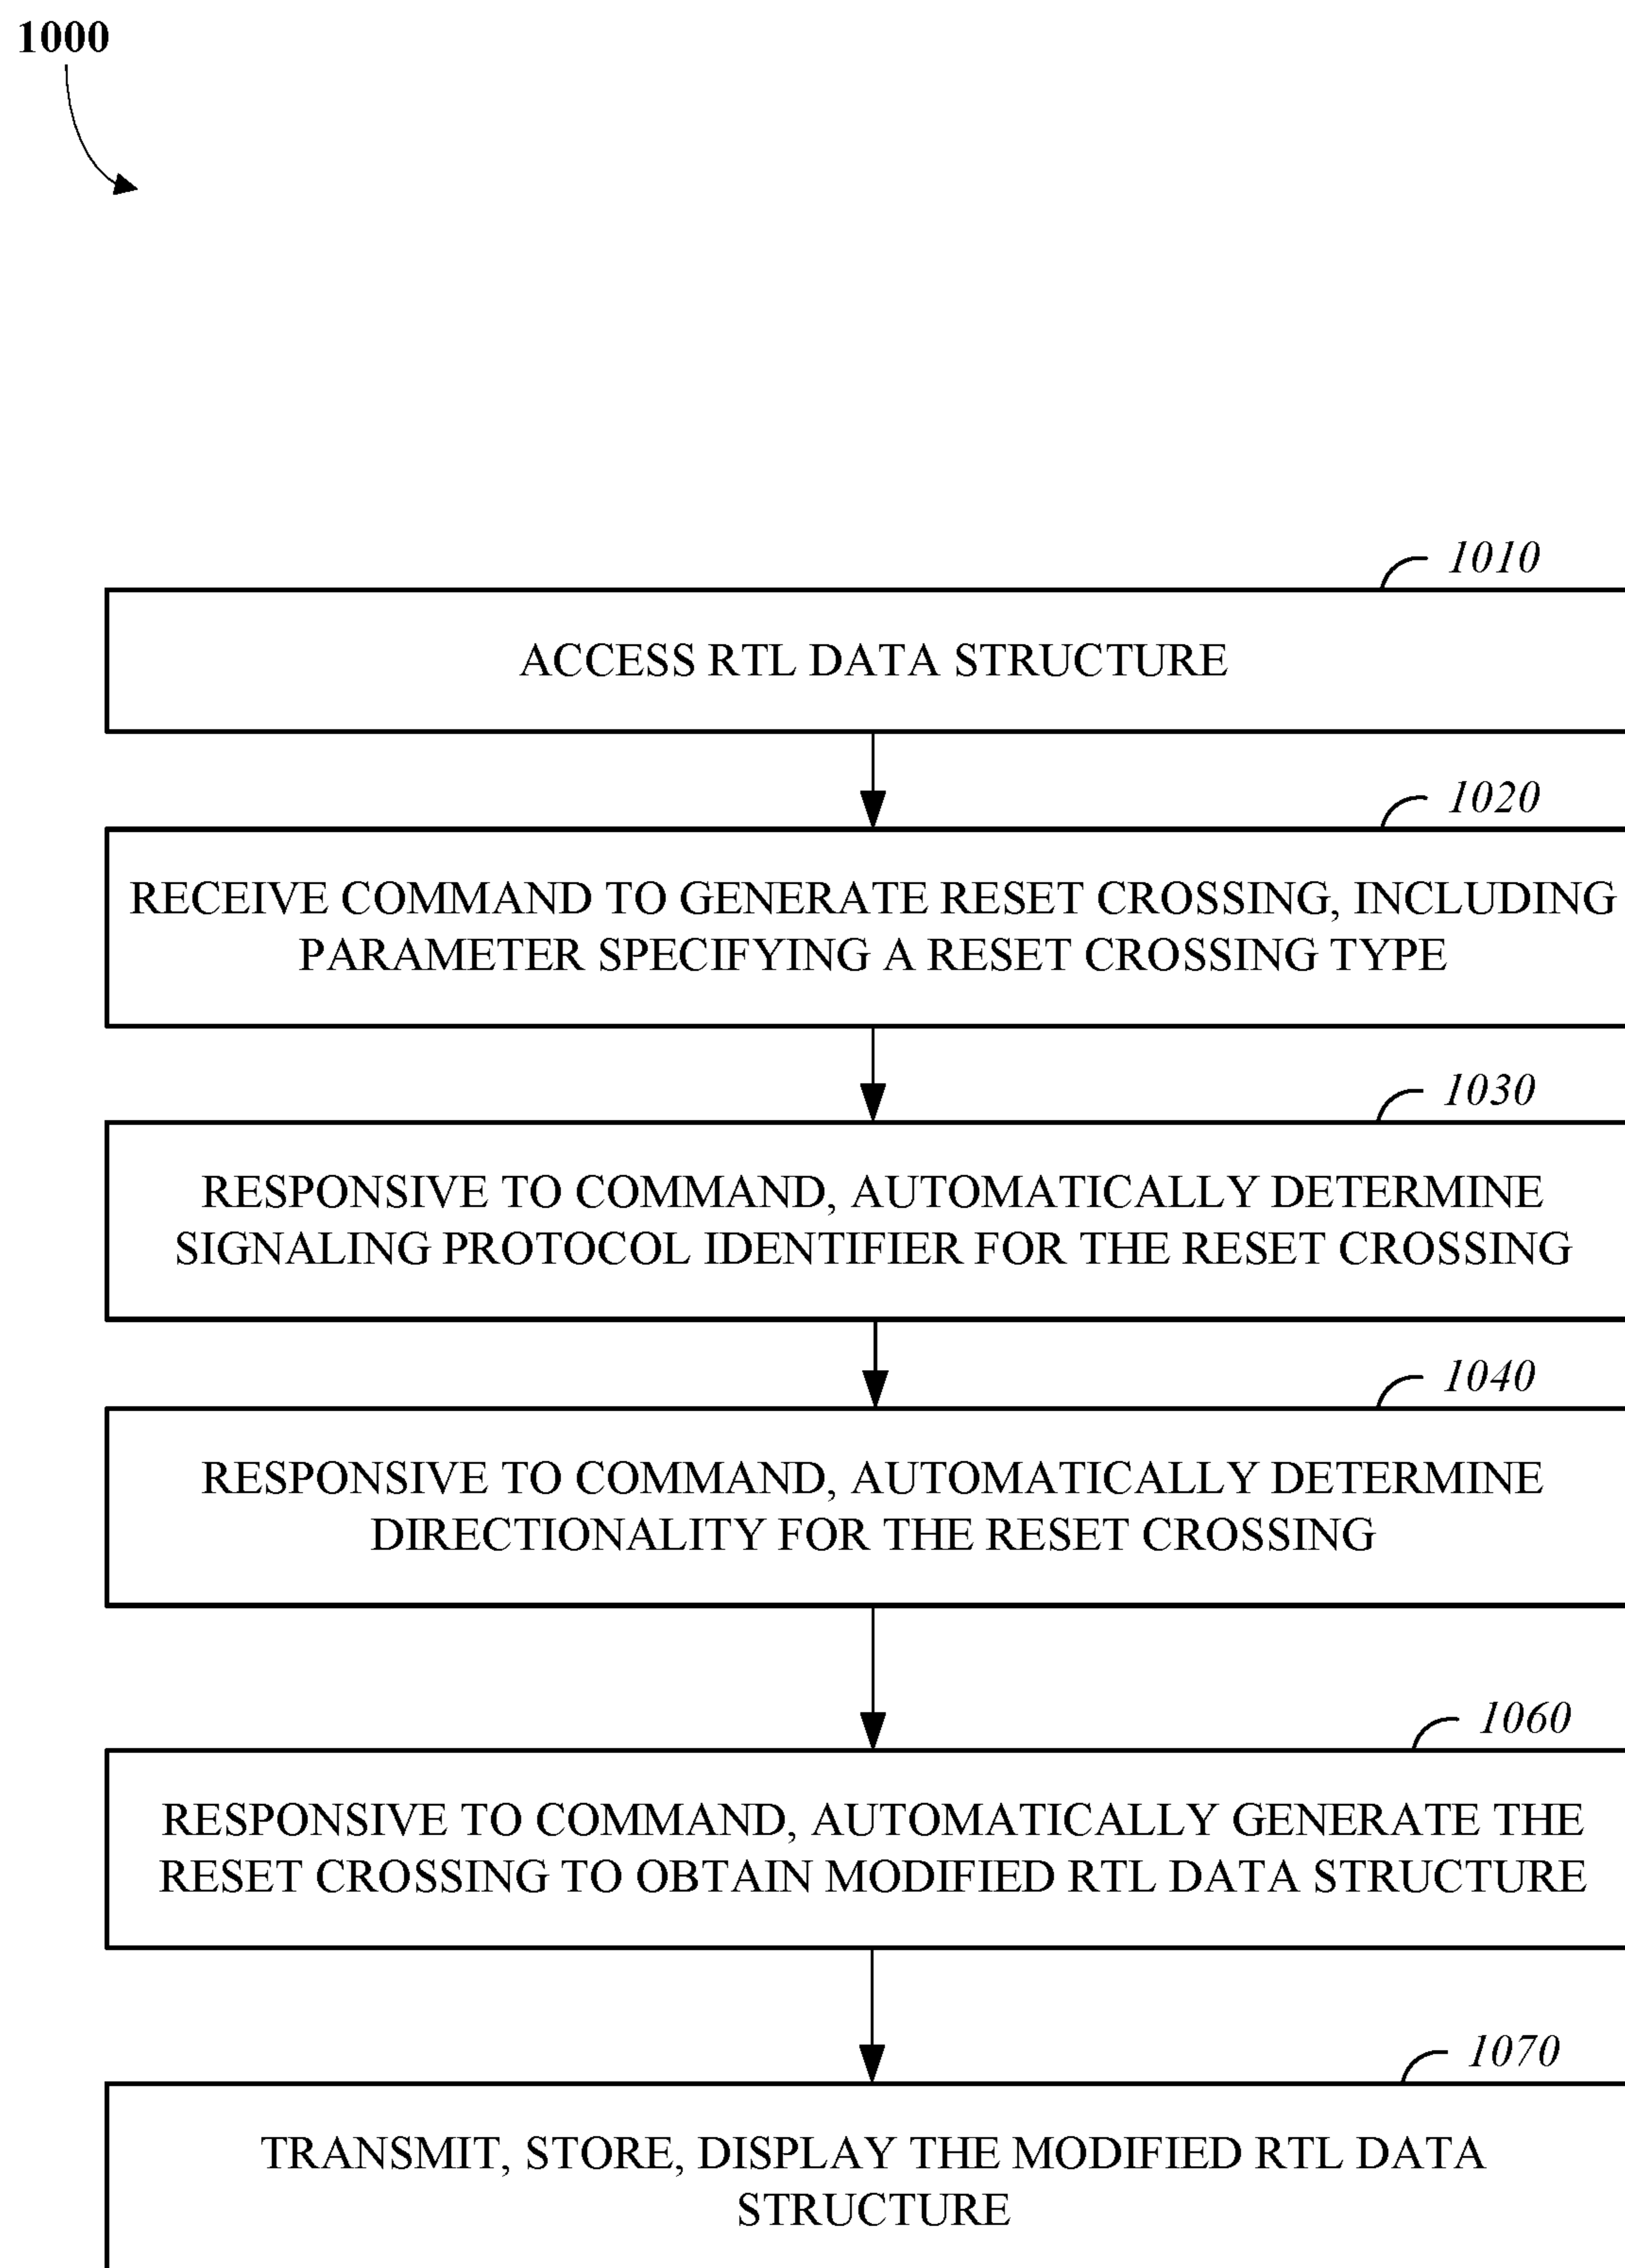 1000
1010
ACCESS RTL DATA STRUCTURE
1020
RECEIVE COMMAND TO GENERATE RESET CROSSING, INCLUDING
PARAMETER SPECIFYING A RESET CROSSING TYPE
1030
RESPONSIVE TO COMMAND, AUTOMATICALLY DETERMINE
SIGNALING PROTOCOL IDENTIFIER FOR THE RESET CROSSING
1040
RESPONSIVE TO COMMAND, AUTOMATICALLY DETERMINE
DIRECTIONALITY FOR THE RESET CROSSING
1060
RESPONSIVE TO COMMAND, AUTOMATICALLY GENERATE THE
RESET CROSSING TO OBTAIN MODIFIED RTL DATA STRUCTURE
1070
TRANSMIT, STORE, DISPLAY THE MODIFIED RTL DATA
STRUCTURE